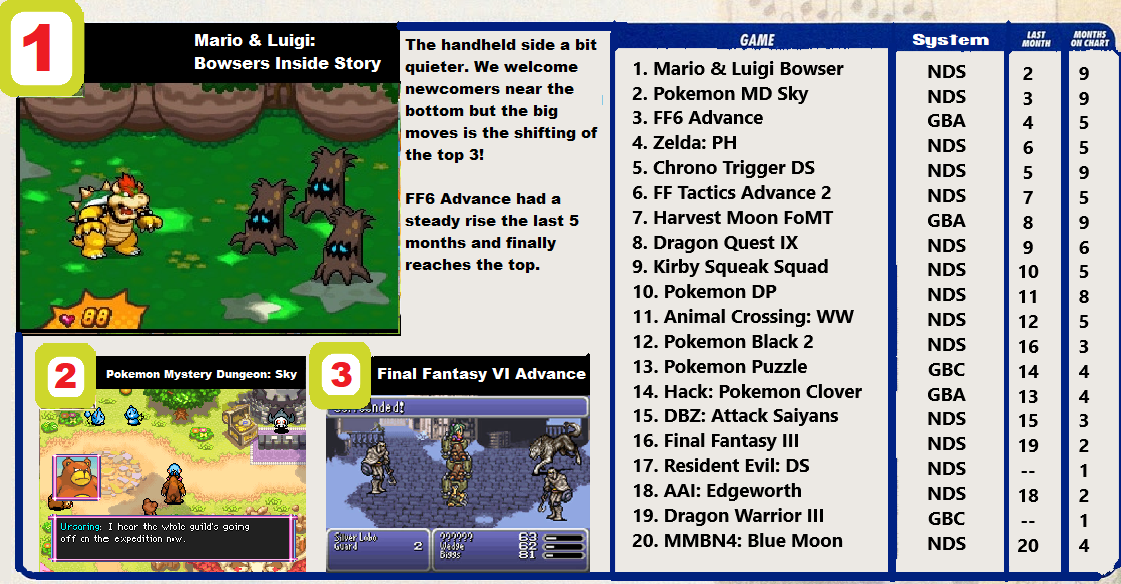 1
Mario & Luigi:
Bowsers Inside Story
88
The handheld side a bit
quieter. We welcome
newcomers near the
bottom but the big
moves is the shifting of
the top 3!
FF6 Advance had a
steady rise the last 5
months and finally
reaches the top.
2
Pokemon Mystery Dungeon: Sky
Ursaring: I hear the whole guild's going
off on the expedition now.
3
Final Fantasy VI Advance
Silver Lobo
Guard 2
?????? 63
Wedge 62
Biggs 81
GAME System LAST MONTH MONTHS ON CHART
1. Mario & Luigi Bowser NDS 2 9
2. Pokemon MD Sky NDS 3 9
3. FF6 Advance GBA 4 5
4. Zelda: PH NDS 6 5
5. Chrono Trigger DS NDS 5 9
6. FF Tactics Advance 2 NDS 7 5
7. Harvest Moon FoMT GBA 8 9
8. Dragon Quest IX NDS 9 6
9. Kirby Squeak Squad NDS 10 5
10. Pokemon DP NDS 11 8
11. Animal Crossing: WW NDS 12 5
12. Pokemon Black 2 NDS 16 3
13. Pokemon Puzzle GBC 14 4
14. Hack: Pokemon Clover GBA 13 4
15. DBZ: Attack Saiyans NDS 15 3
16. Final Fantasy III NDS 19 2
17. Resident Evil: DS NDS -- 1
18. AAI: Edgeworth NDS 18 2
19. Dragon Warrior III GBC -- 1
20. MMBN4: Blue Moon NDS 20 4